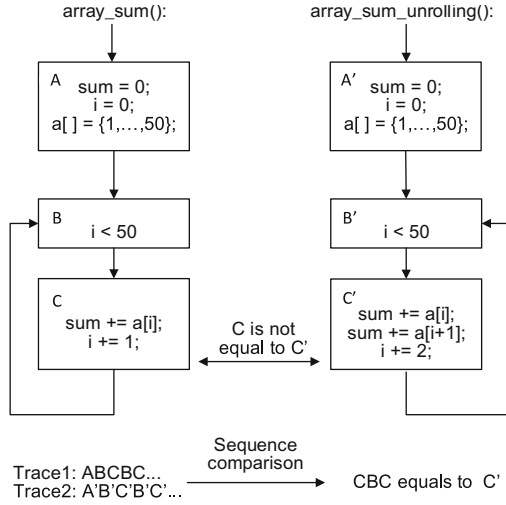 array_sum():
A
sum = 0;
i = 0;
a[ ] = {1,...,50};
B
i < 50
C
sum += a[i];
i += 1;
array_sum_unrolling():
A'
sum = 0;
i = 0;
a[ ] = {1,...,50};
B'
i < 50
C'
sum += a[i];
sum += a[i+1];
i += 2;
C is not
equal to C'
Trace1: ABCBC...
Trace2: A'B'C'B'C'...
Sequence
comparison
CBC equals to C'